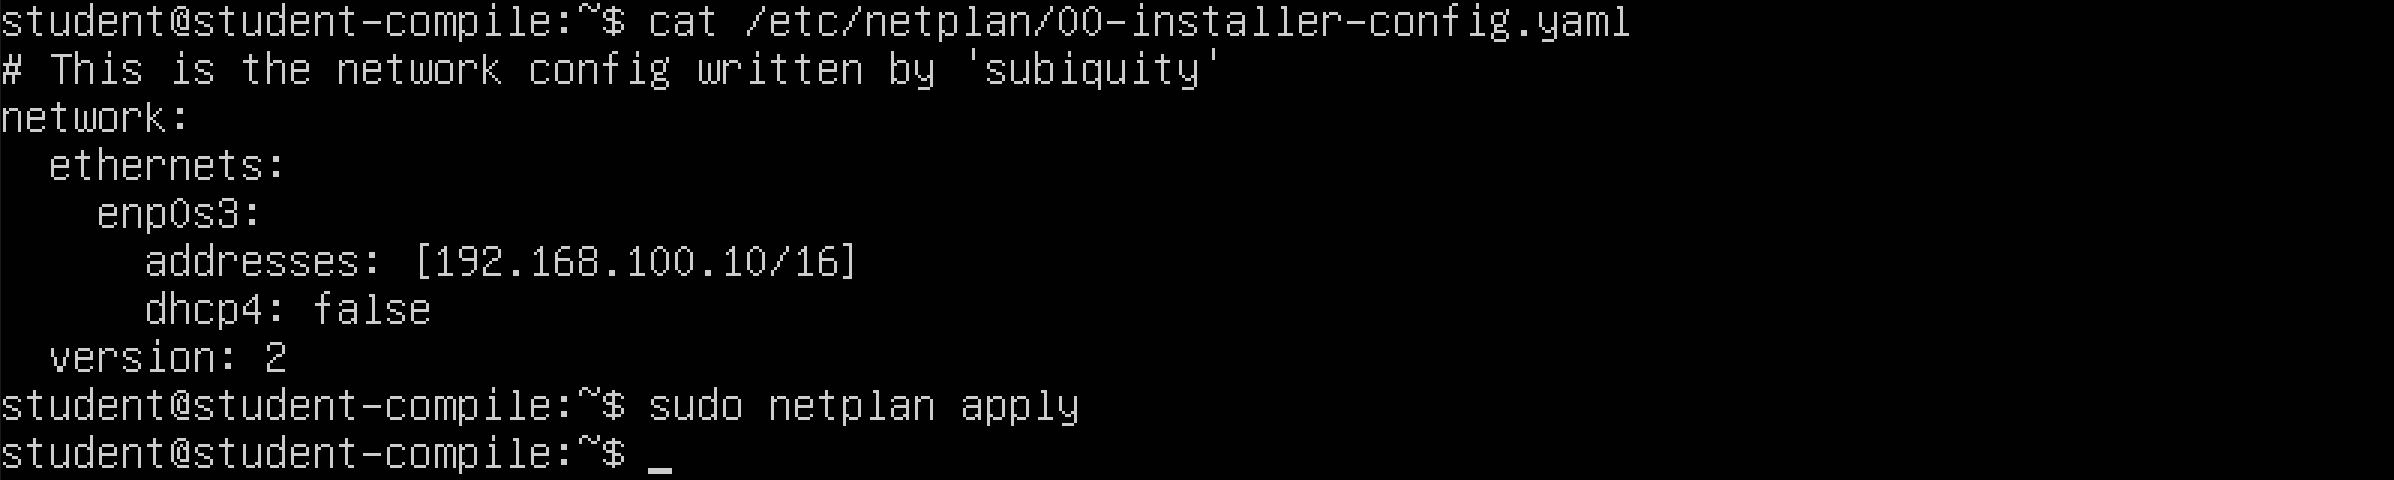 student@student-compile:~$ cat /etc/netplan/00-installer-config.yaml
# This is the network config written by 'subiquity'
network:
  ethernets:
    enp0s3:
      addresses: [192.168.100.10/16]
      dhcp4: false
  version: 2
student@student-compile:~$ sudo netplan apply
student@student-compile:~$ _